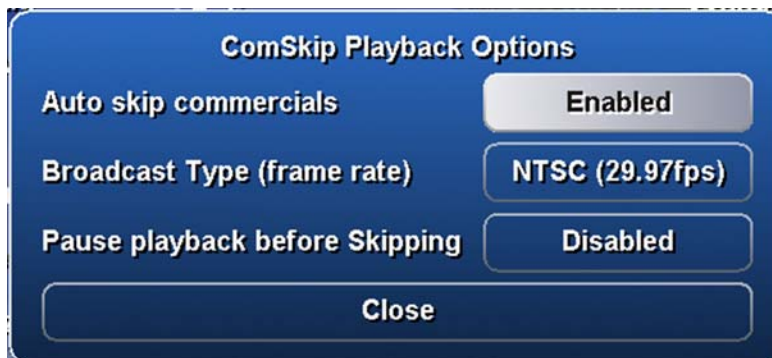 ComSkip Playback Options
Auto skip commercials Enabled
Broadcast Type (frame rate) NTSC (29.97fps)
Pause playback before Skipping Disabled
Close